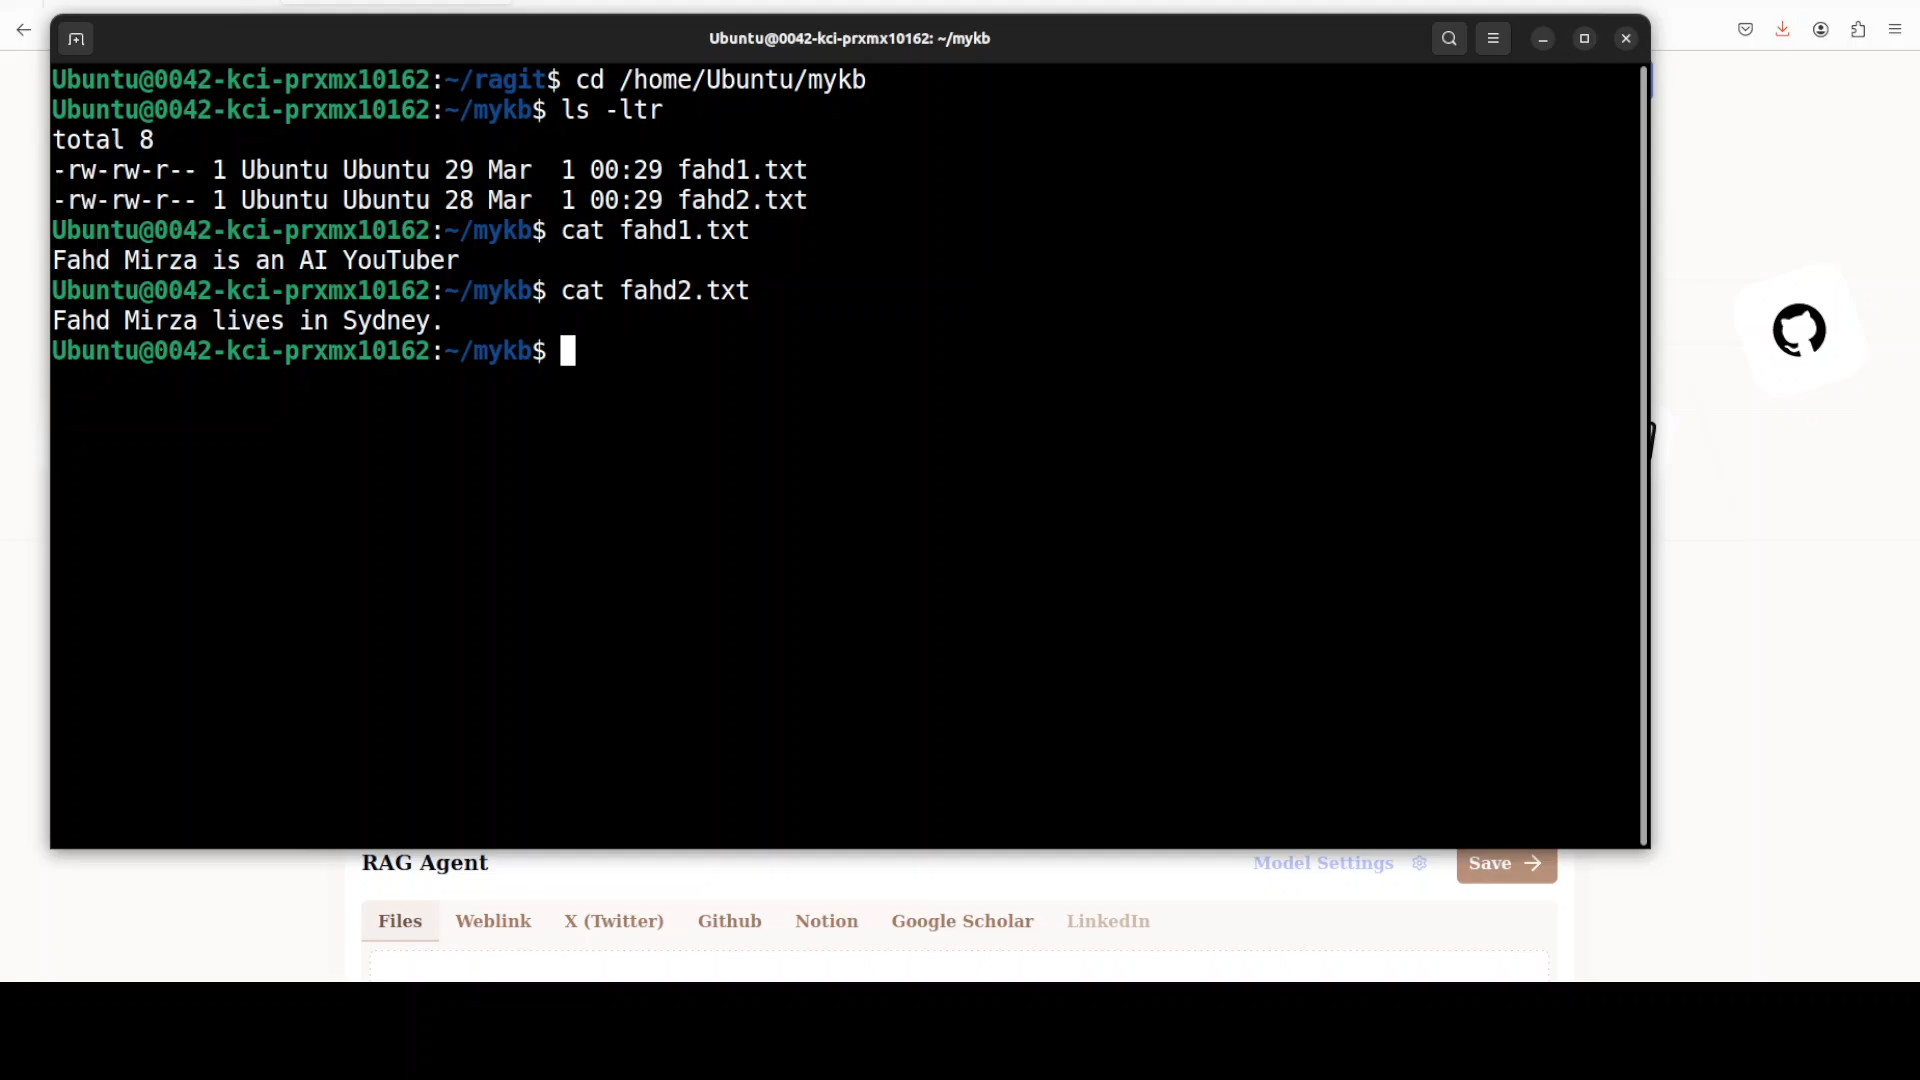 Ubuntu@0042-kci-prxmx10162: ~/mykb
Ubuntu@0042-kci-prxmx10162:~/ragit$ cd /home/Ubuntu/mykb
Ubuntu@0042-kci-prxmx10162:~/mykb$ ls -ltr
total 8
-rw-rw-r-- 1 Ubuntu Ubuntu 29 Mar  1 00:29 fahd1.txt
-rw-rw-r-- 1 Ubuntu Ubuntu 28 Mar  1 00:29 fahd2.txt
Ubuntu@0042-kci-prxmx10162:~/mykb$ cat fahd1.txt
Fahd Mirza is an AI YouTuber
Ubuntu@0042-kci-prxmx10162:~/mykb$ cat fahd2.txt
Fahd Mirza lives in Sydney.
Ubuntu@0042-kci-prxmx10162:~/mykb$
RAG Agent Model Settings Save
Files Weblink X (Twitter) Github Notion Google Scholar LinkedIn